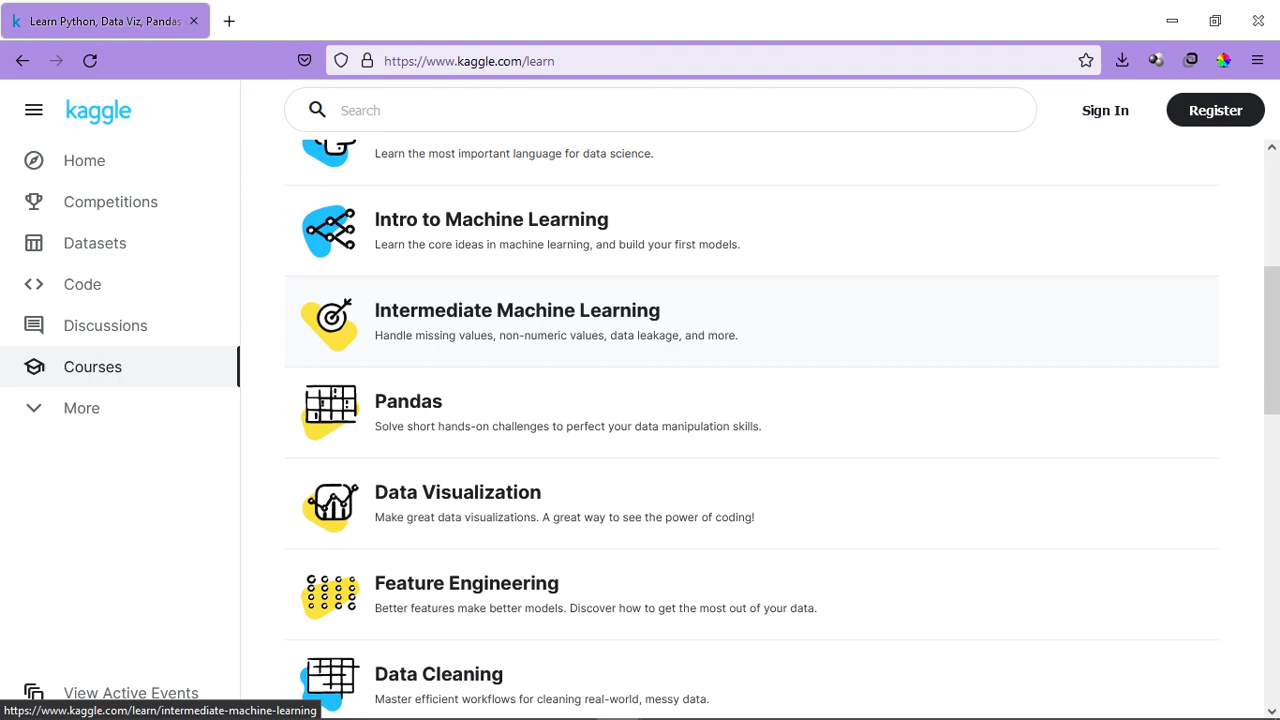 Learn Python, Data Viz, Pandas
https://www.kaggle.com/learn
kaggle
Search
Sign In
Register
Home
Competitions
Datasets
Code
Discussions
Courses
More
View Active Events
Learn the most important language for data science.
Intro to Machine Learning
Learn the core ideas in machine learning, and build your first models.
Intermediate Machine Learning
Handle missing values, non-numeric values, data leakage, and more.
Pandas
Solve short hands-on challenges to perfect your data manipulation skills.
Data Visualization
Make great data visualizations. A great way to see the power of coding!
Feature Engineering
Better features make better models. Discover how to get the most out of your data.
Data Cleaning
Master efficient workflows for cleaning real-world, messy data.
https://www.kaggle.com/learn/intermediate-machine-learning